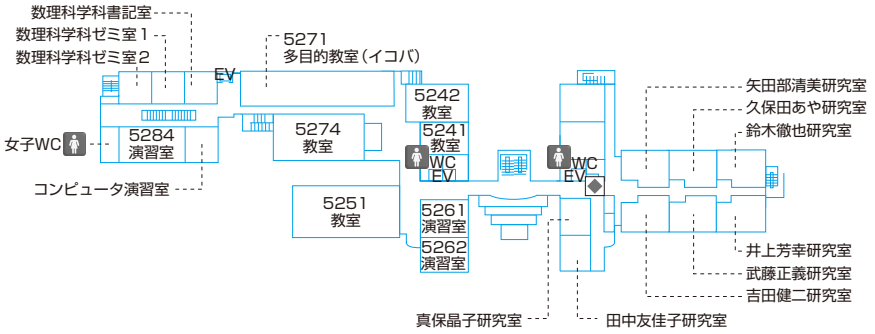 数理科学科書記室
数理科学科ゼミ室1
数理科学科ゼミ室2
EV
5271
多目的教室(イコバ)
5242
教室
5241
教室
WC
EV
女子WC
5284
演習室
5274
教室
コンピュータ演習室
5251
教室
5261
演習室
5262
演習室
WC
EV
矢田部清美研究室
久保田あや研究室
鈴木徹也研究室
井上芳幸研究室
武藤正義研究室
吉田健二研究室
真保晶子研究室
田中友佳子研究室